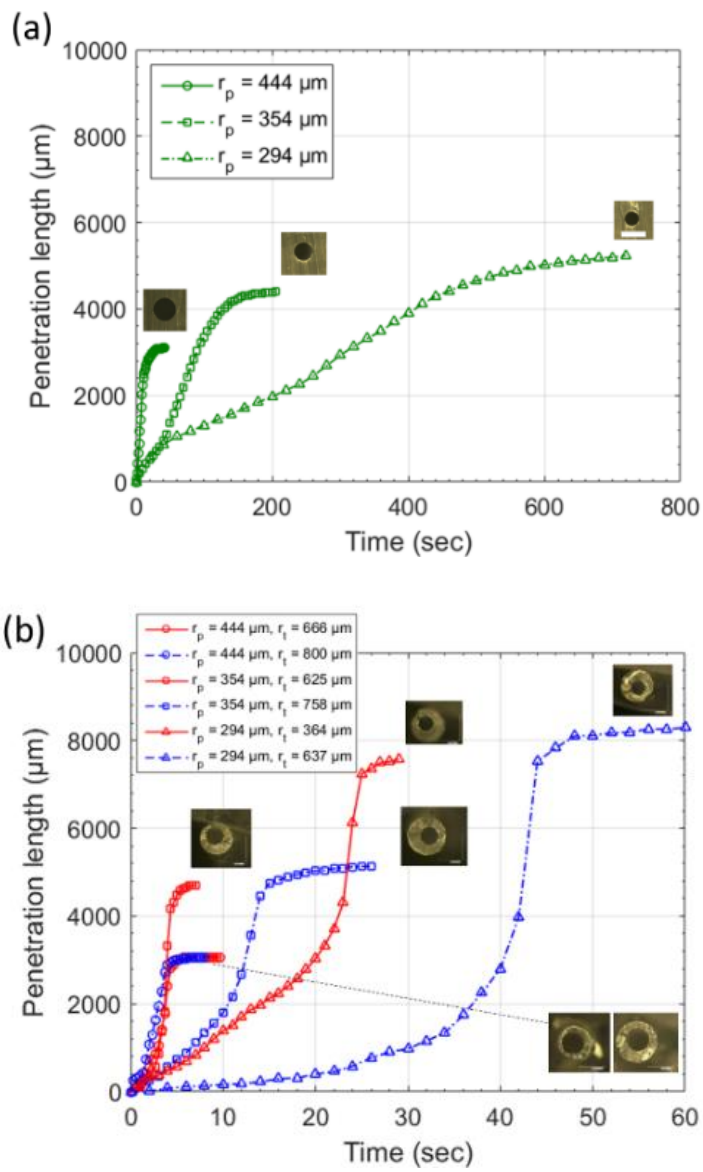 (a)
10000
8000
6000
4000
2000
0
Penetration length (µm)
r_p = 444 µm
r_p = 354 µm
r_p = 294 µm
0 200 400 600 800
Time (sec)
(b)
10000
8000
6000
4000
2000
0
Penetration length (µm)
r_p = 444 µm, r_t = 666 µm
r_p = 444 µm, r_t = 800 µm
r_p = 354 µm, r_t = 625 µm
r_p = 354 µm, r_t = 758 µm
r_p = 294 µm, r_t = 364 µm
r_p = 294 µm, r_t = 637 µm
0 10 20 30 40 50 60
Time (sec)